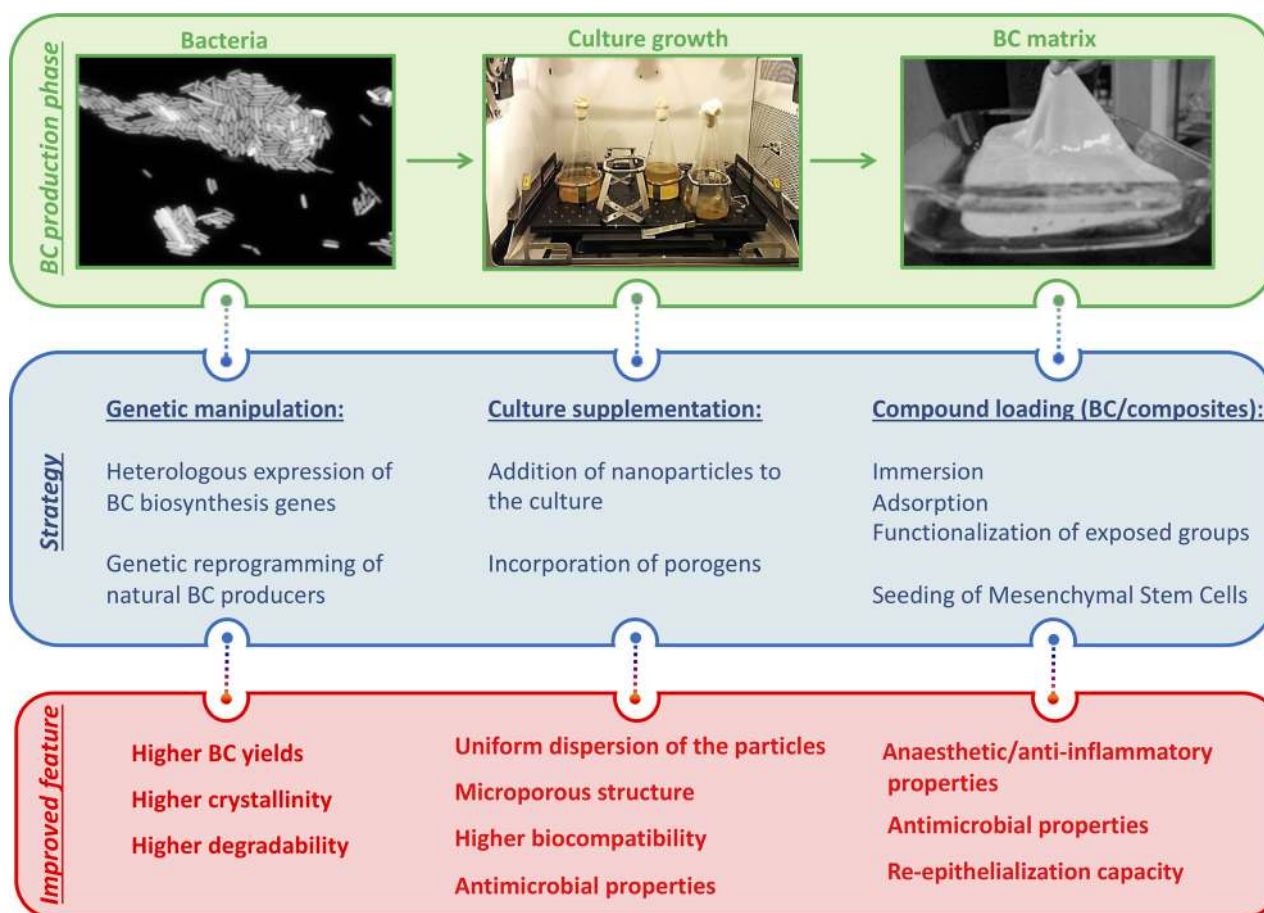 BC production phase
Bacteria
Culture growth
BC matrix
Strategy
Genetic manipulation:
Heterologous expression of
BC biosynthesis genes
Genetic reprogramming of
natural BC producers
Culture supplementation:
Addition of nanoparticles to
the culture
Incorporation of porogens
Compound loading (BC/composites):
Immersion
Adsorption
Functionalization of exposed groups
Seeding of Mesenchymal Stem Cells
Improved feature
Higher BC yields
Higher crystallinity
Higher degradability
Uniform dispersion of the particles
Microporous structure
Higher biocompatibility
Antimicrobial properties
Anaesthetic/anti-inflammatory
properties
Antimicrobial properties
Re-epithelialization capacity